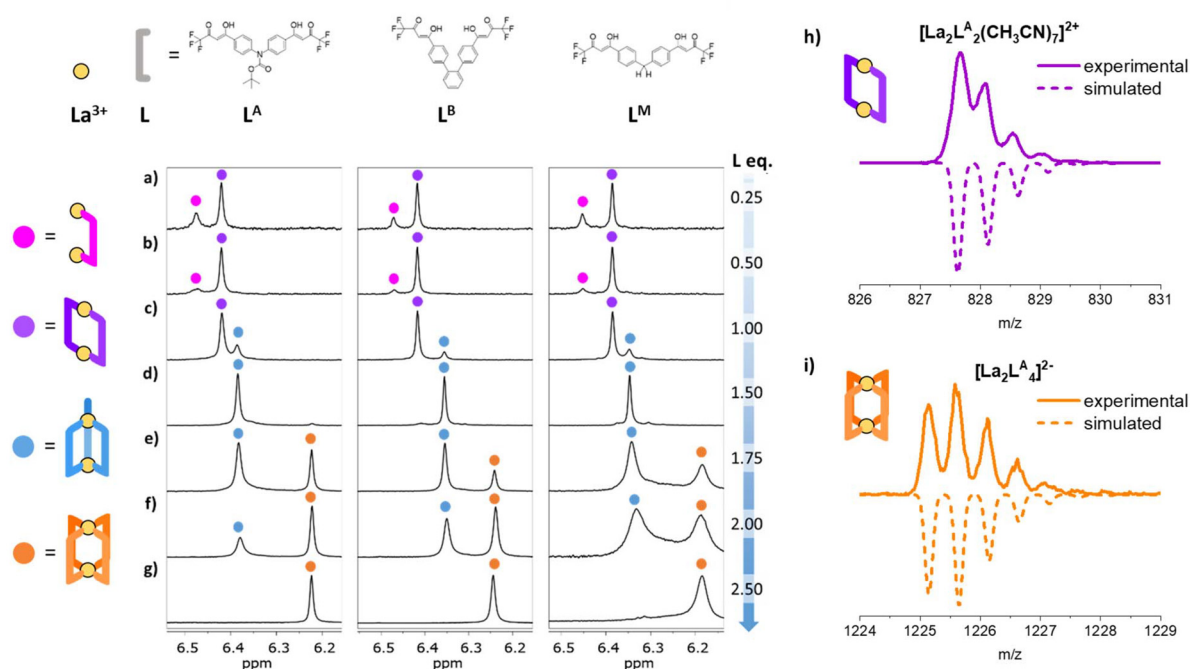 F F F O OH OH O F F F
N
O O
La³⁺ L = Lᴬ
F F F O OH OH O F F F
Lᴮ
F F F O OH OH O F F F
H H
Lᴹ
L eq.
a)
0.25
b)
0.50
c)
1.00
d)
1.50
e)
1.75
f)
2.00
g)
2.50
=
=
=
=
6.5 6.4 6.3 6.2
ppm
6.5 6.4 6.3 6.2
ppm
6.5 6.4 6.3 6.2
ppm
h) [La₂Lᴬ₂(CH₃CN)₇]²⁺
experimental
simulated
826 827 828 829 830 831
m/z
i) [La₂Lᴬ₄]²⁻
experimental
simulated
1224 1225 1226 1227 1228 1229
m/z